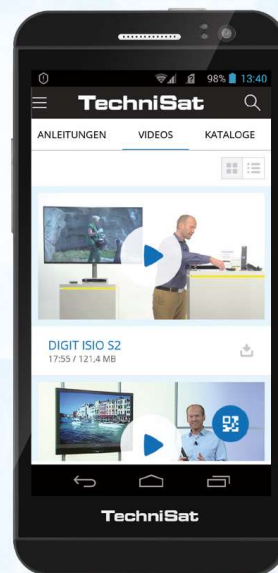 98% 13:40
TechniSat
ANLEITUNGEN VIDEOS KATALOGE
DIGIT ISIO S2
17:55 / 121,4 MB
TechniSat